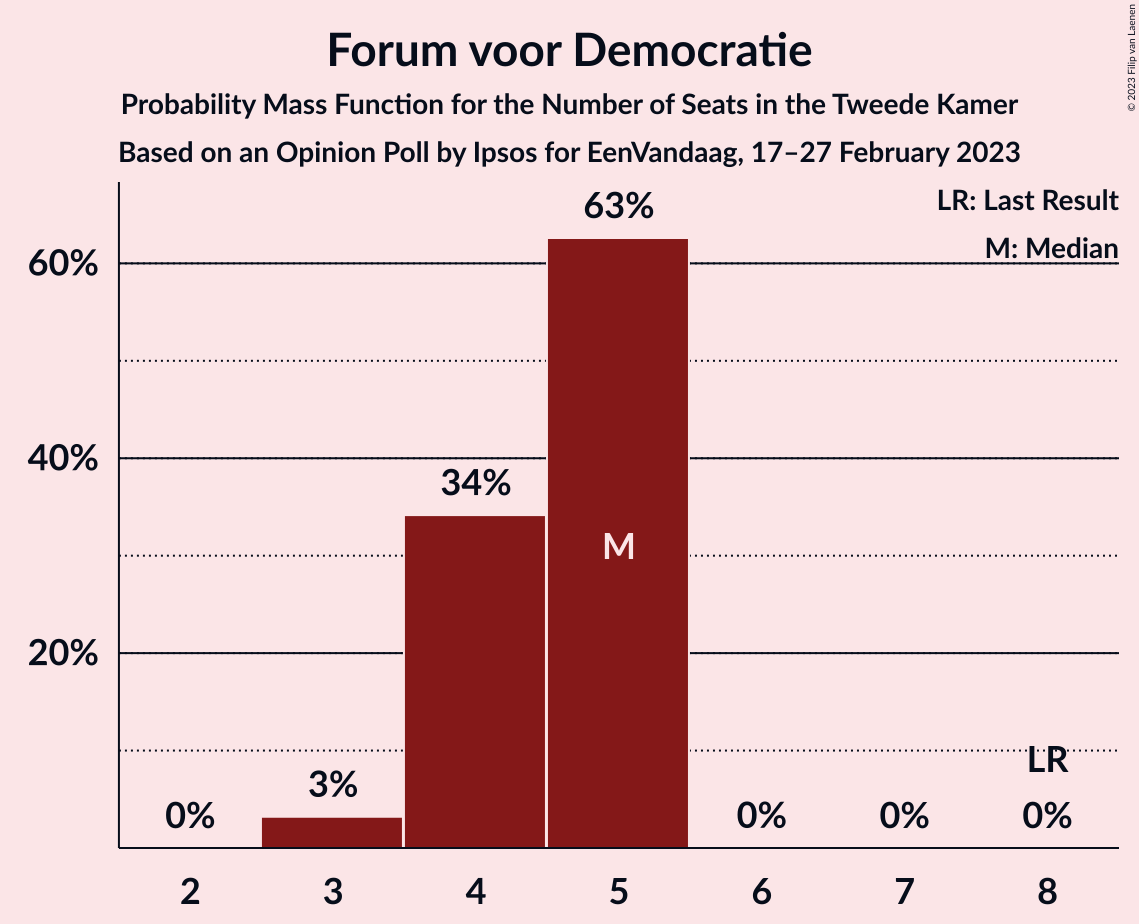 Forum voor Democratie
Probability Mass Function for the Number of Seats in the Tweede Kamer
Based on an Opinion Poll by Ipsos for EenVandaag, 17–27 February 2023
© 2023 Filip van Laenen
LR: Last Result
M: Median
63%
60%
40%
34%
M
20%
LR
3%
0%
0%
0%
0%
2
3
4
5
6
7
8